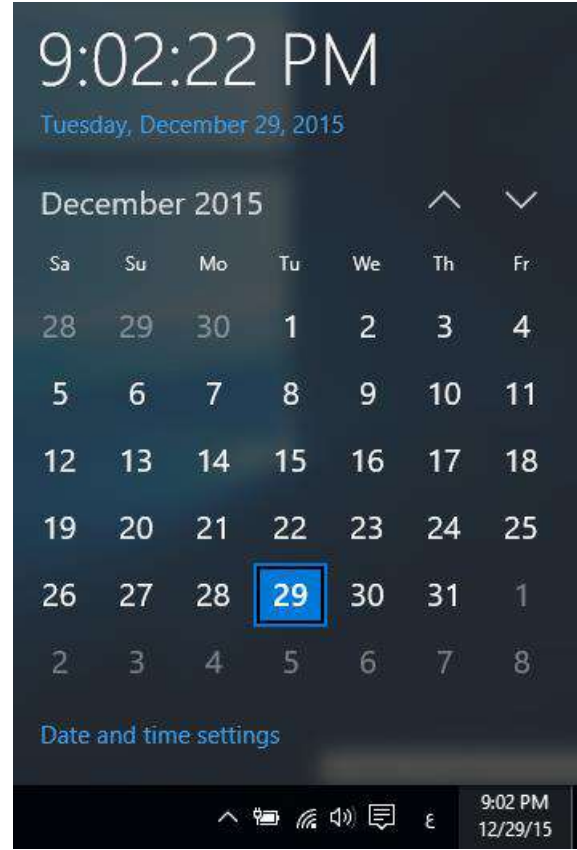 9:02:22 PM
Tuesday, December 29, 2015
December 2015
Sa Su Mo Tu We Th Fr
28 29 30 1 2 3 4
5 6 7 8 9 10 11
12 13 14 15 16 17 18
19 20 21 22 23 24 25
26 27 28 29 30 31 1
2 3 4 5 6 7 8
Date and time settings
ع
9:02 PM
12/29/15